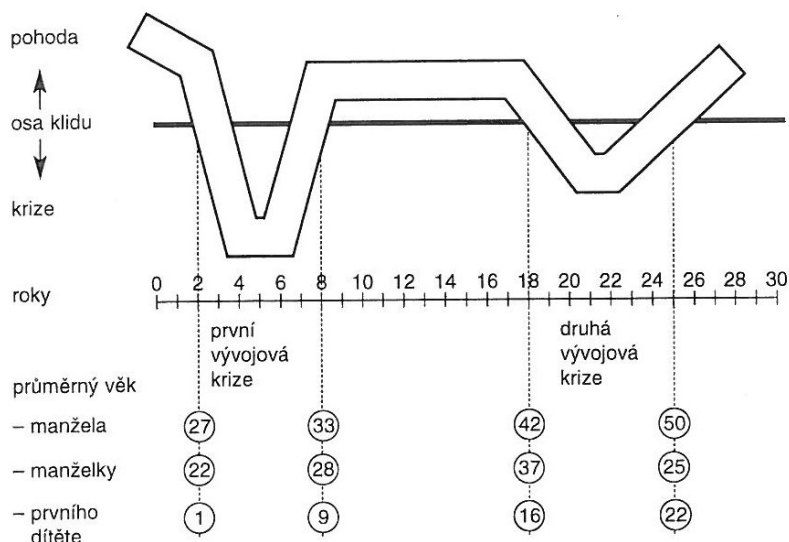 pohoda
osa klidu
krize
roky
0 2 4 6 8 10 12 14 16 18 20 22 24 26 28 30
první
vývojová
krize
druhá
vývojová
krize
průměrný věk
– manžela 27 33 42 50
– manželky 22 28 37 25
– prvního 1 9 16 22
dítěte